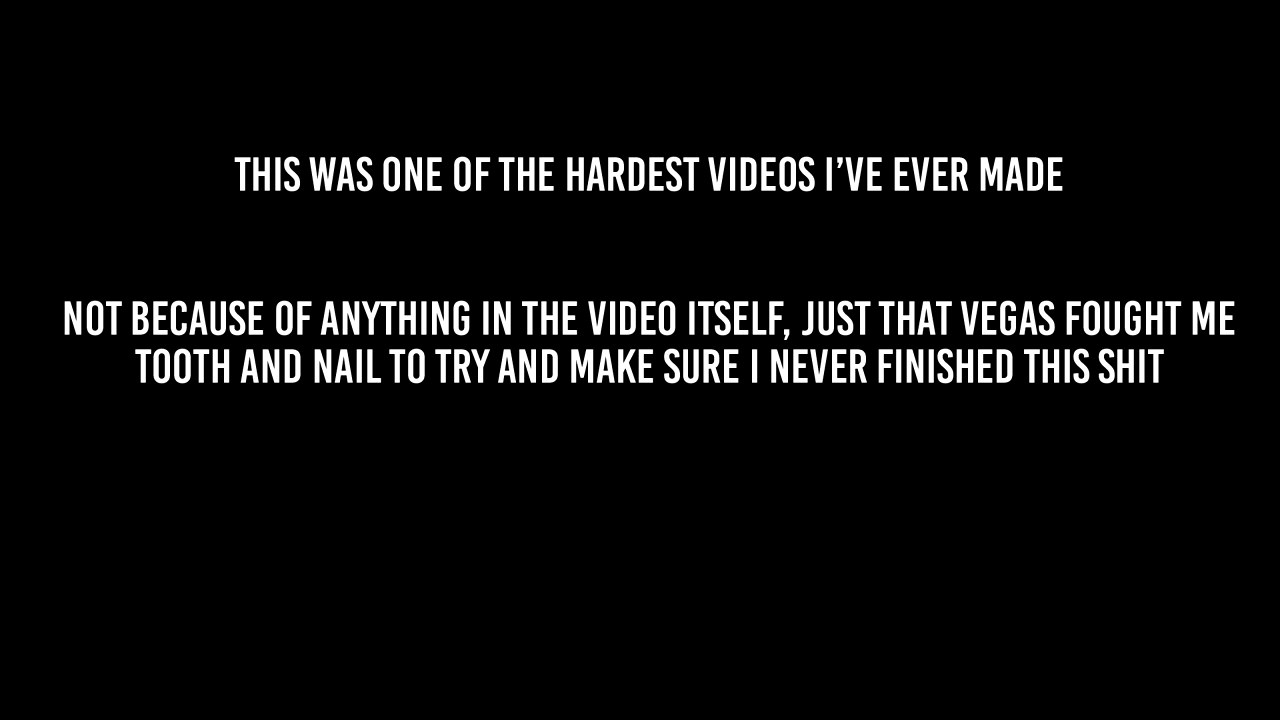 THIS WAS ONE OF THE HARDEST VIDEOS I’VE EVER MADE
NOT BECAUSE OF ANYTHING IN THE VIDEO ITSELF, JUST THAT VEGAS FOUGHT ME
TOOTH AND NAIL TO TRY AND MAKE SURE I NEVER FINISHED THIS SHIT